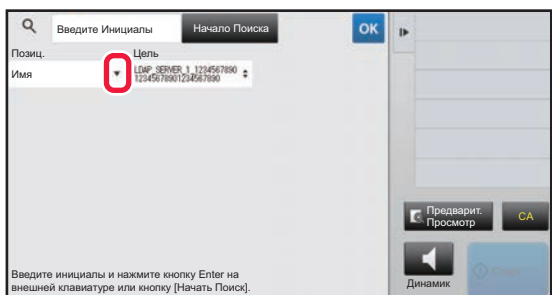 Введите Инициалы
Начало Поиска
OK
Позиц.
Цель
Имя
LDAP_SERVER_1_1234567890
12345678901234567890
Предварит.
Просмотр
CA
Динамик
Введите инициалы и нажмите кнопку Enter на
внешней клавиатуре или кнопку [Начать Поиск].